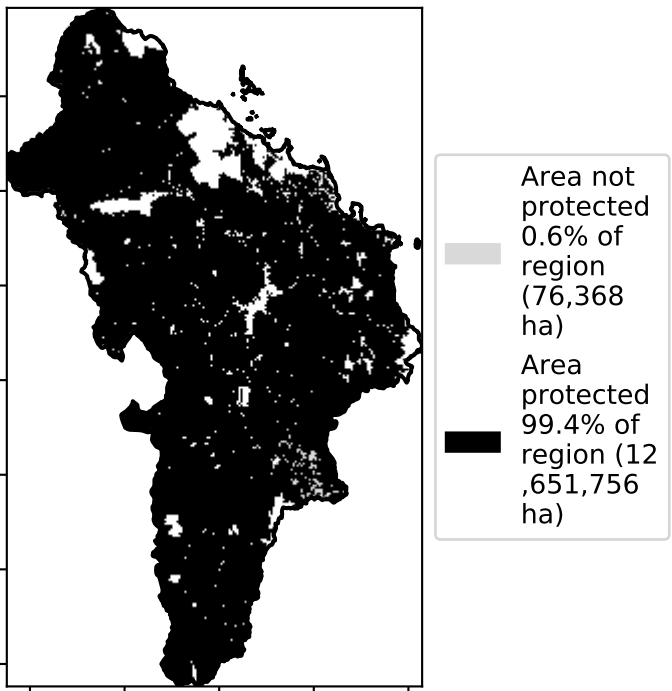 Area not
protected
0.6% of
region
(76,368
ha)
Area
protected
99.4% of
region (12
,651,756
ha)